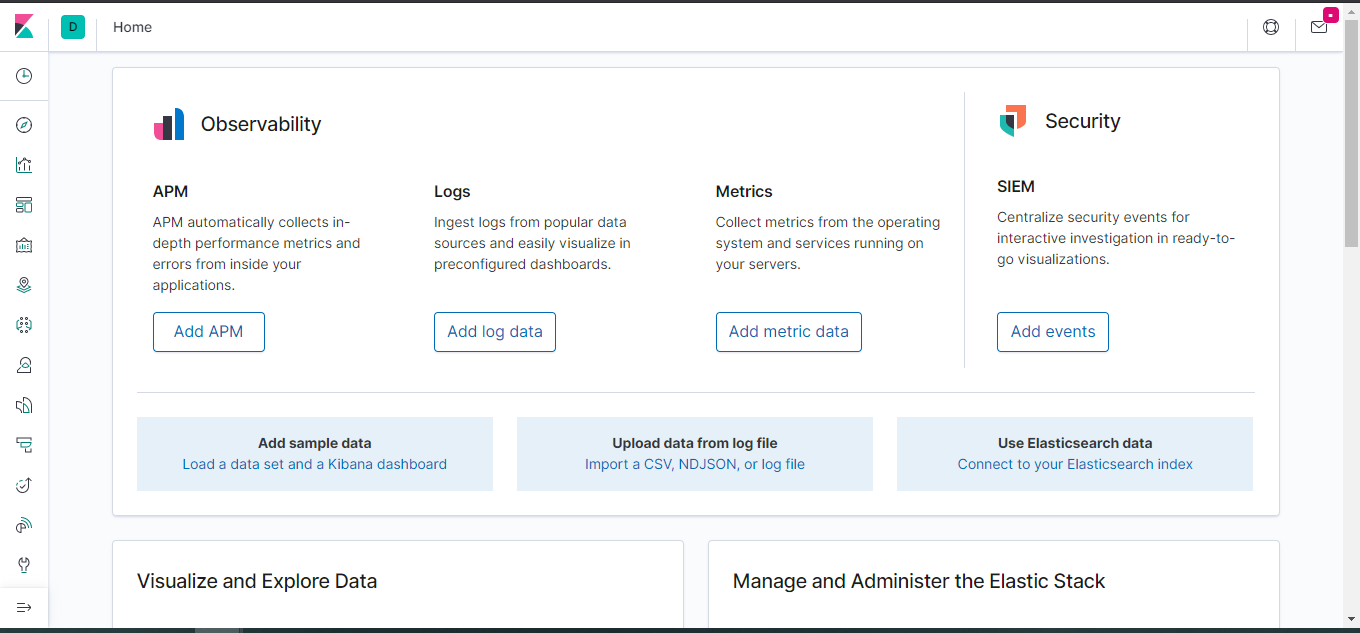 D
Home
Observability
Security
APM
APM automatically collects in-
depth performance metrics and
errors from inside your
applications.
Add APM
Logs
Ingest logs from popular data
sources and easily visualize in
preconfigured dashboards.
Add log data
Metrics
Collect metrics from the operating
system and services running on
your servers.
Add metric data
SIEM
Centralize security events for
interactive investigation in ready-to-
go visualizations.
Add events
Add sample data
Load a data set and a Kibana dashboard
Upload data from log file
Import a CSV, NDJSON, or log file
Use Elasticsearch data
Connect to your Elasticsearch index
Visualize and Explore Data
Manage and Administer the Elastic Stack